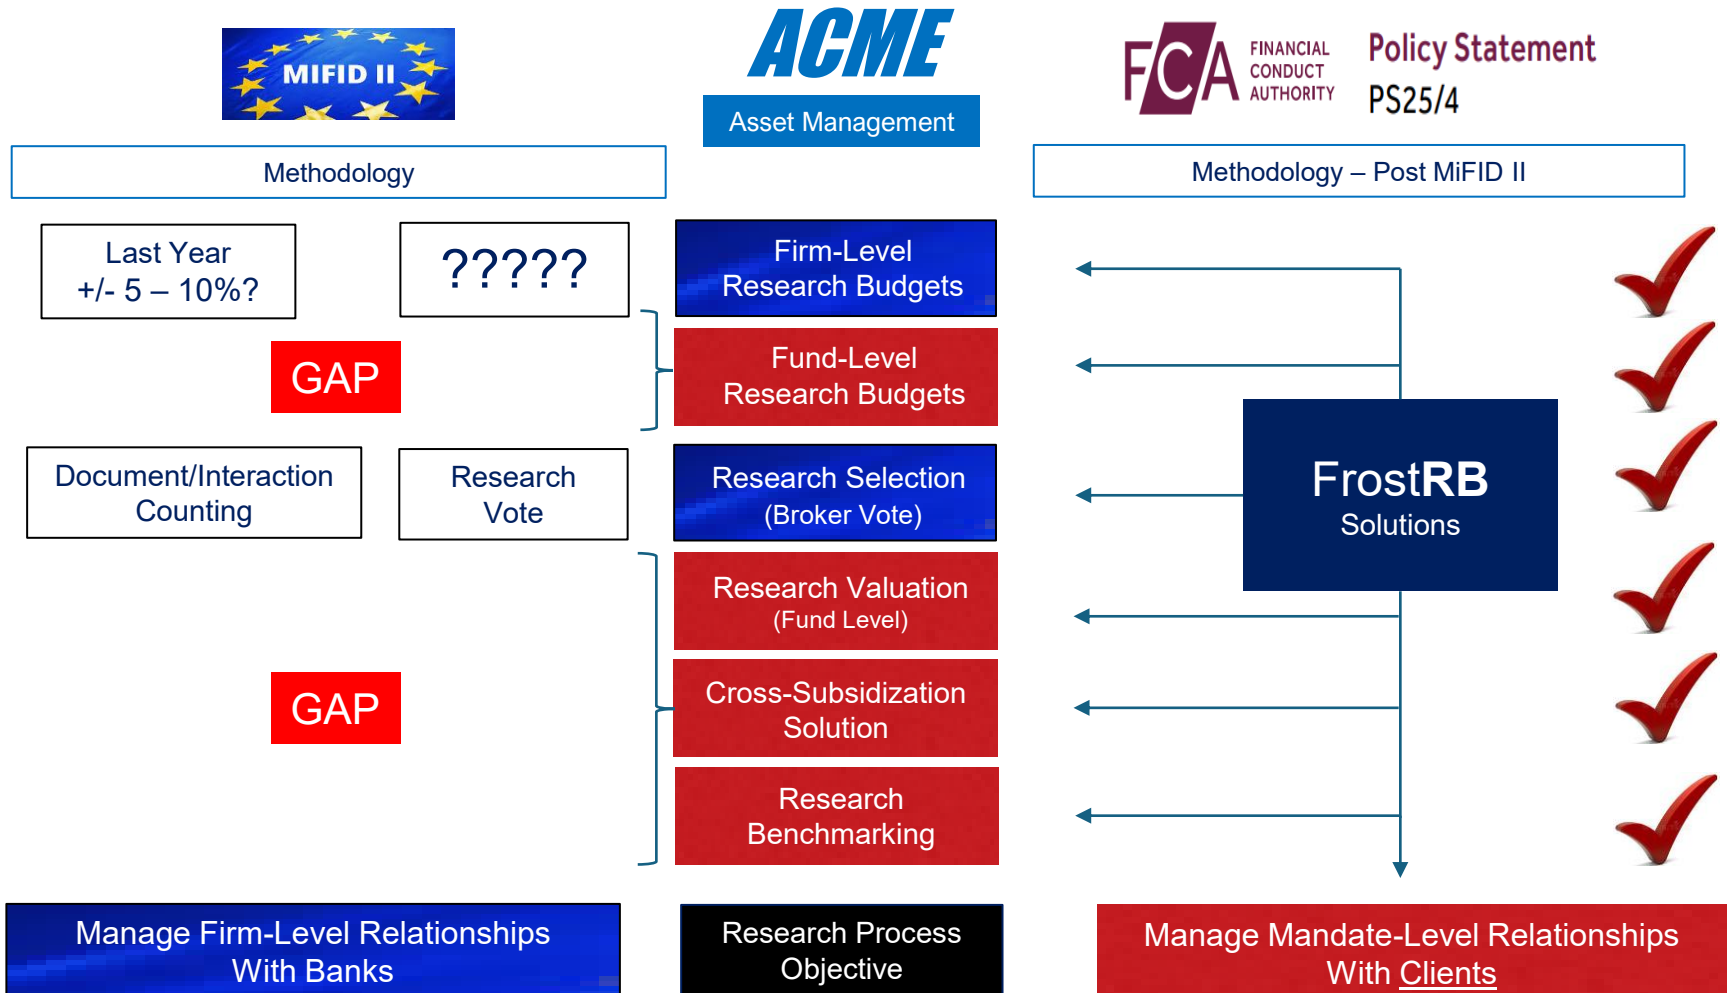 MIFID II
ACME
Asset Management
FCA
FINANCIAL
CONDUCT
AUTHORITY
Policy Statement
PS25/4
Methodology
Methodology – Post MiFID II
Last Year
+/- 5 – 10%?
?????
Firm-Level
Research Budgets
GAP
Fund-Level
Research Budgets
Document/Interaction
Counting
Research
Vote
Research Selection
(Broker Vote)
FrostRB
Solutions
Research Valuation
(Fund Level)
GAP
Cross-Subsidization
Solution
Research
Benchmarking
Manage Firm-Level Relationships
With Banks
Research Process
Objective
Manage Mandate-Level Relationships
With Clients